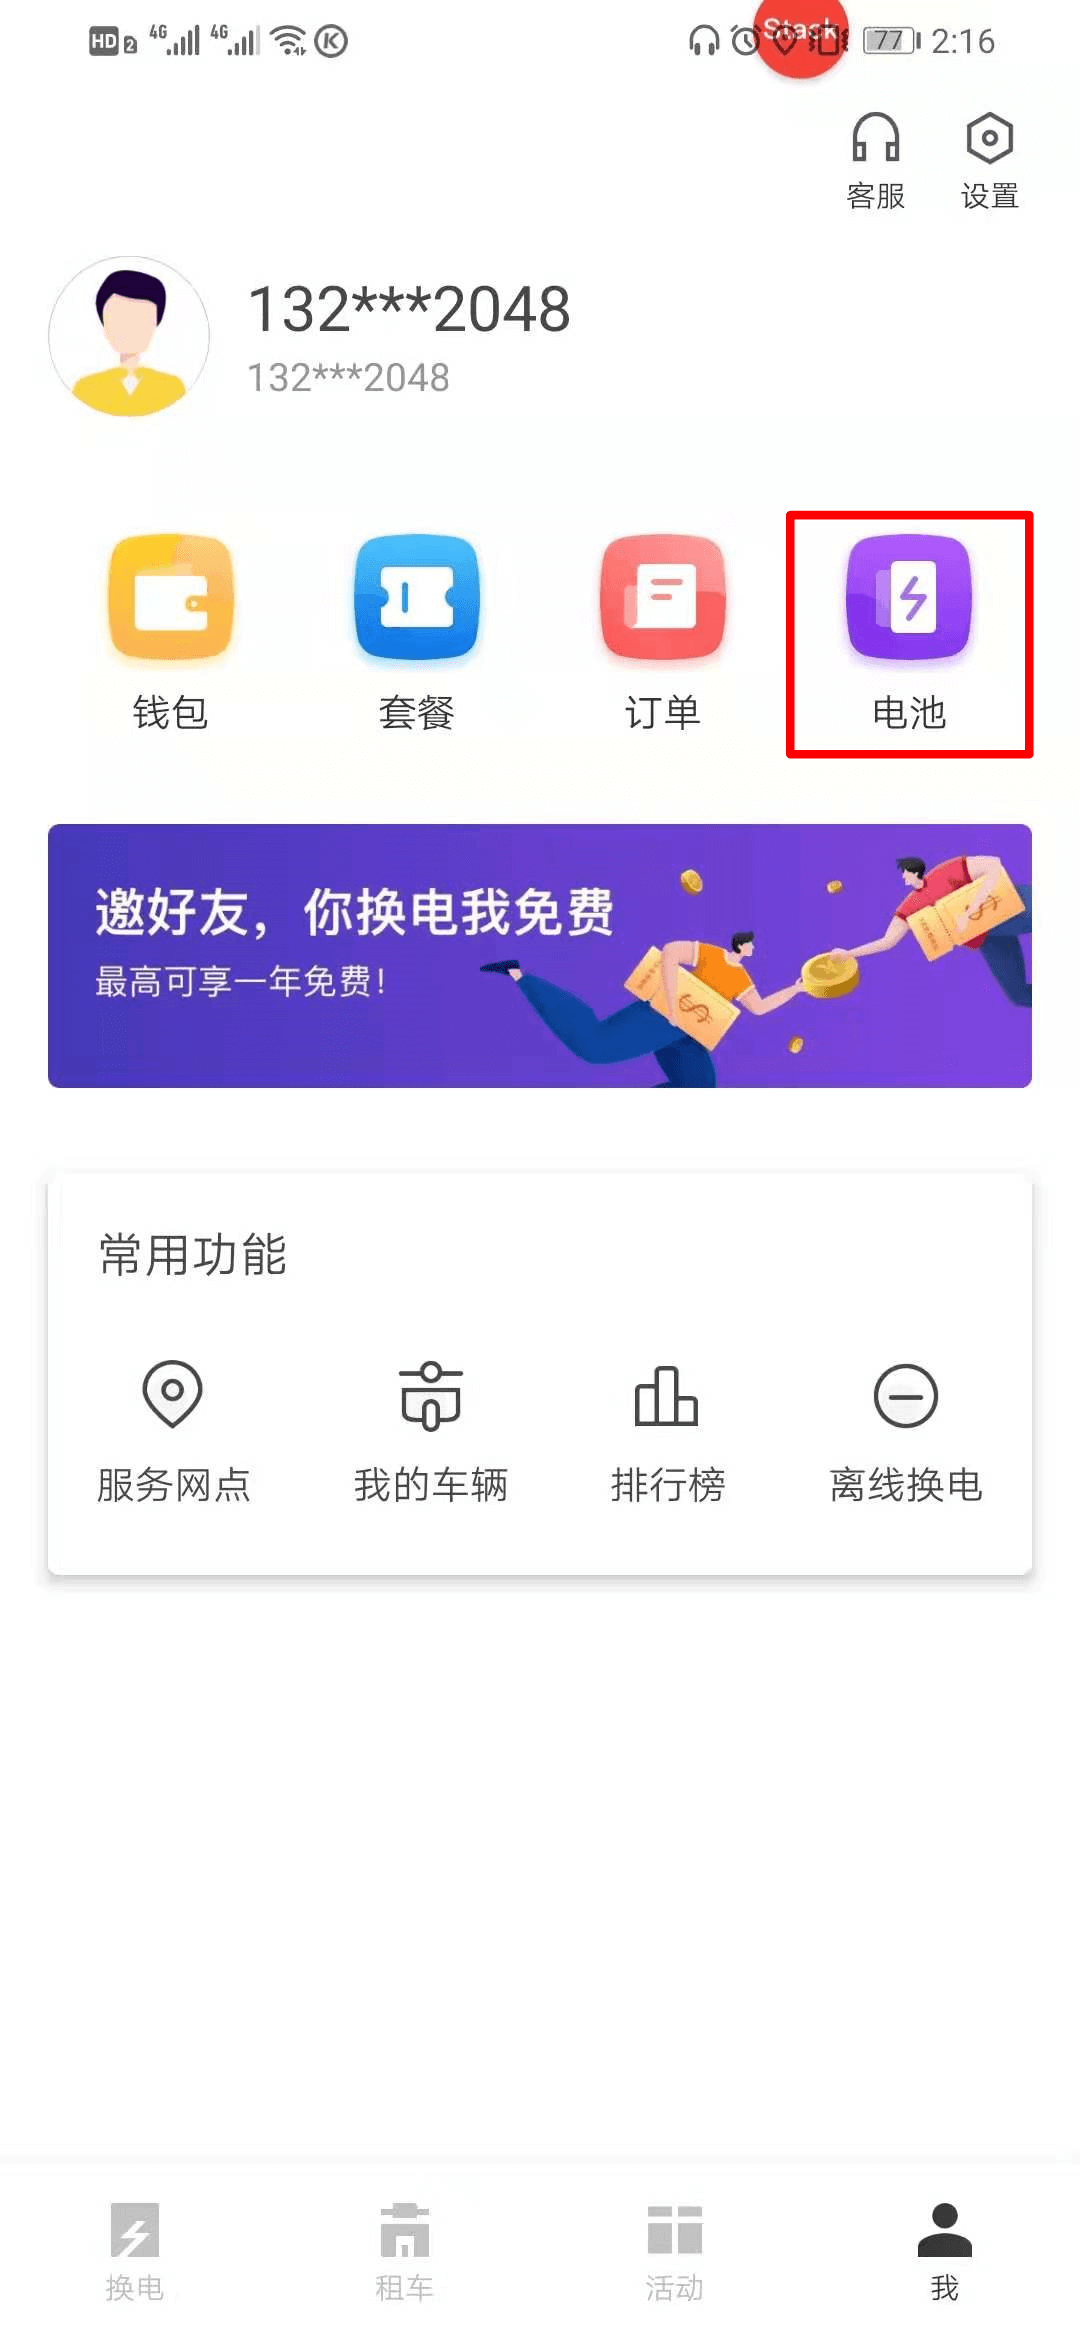 HD 2 4G 4G K Stack 77 2:16
客服 设置
132***2048
132***2048
钱包 套餐 订单 电池
邀好友，你换电我免费
最高可享一年免费！
常用功能
服务网点 我的车辆 排行榜 离线换电
换电 租车 活动 我